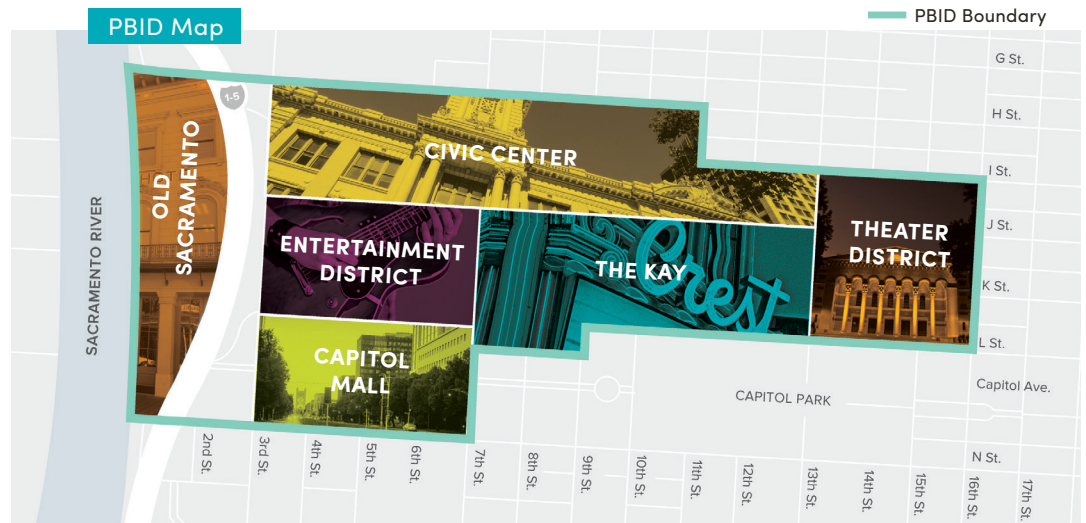 PBID Map
PBID Boundary
G St.
H St.
I St.
J St.
K St.
L St.
Capitol Ave.
N St.
1-5
SACRAMENTO RIVER
OLD
SACRAMENTO
CIVIC CENTER
ENTERTAINMENT
DISTRICT
THE KAY
Crest
THEATER
DISTRICT
CAPITOL
MALL
CAPITOL PARK
2nd St.
3rd St.
4th St.
5th St.
6th St.
7th St.
8th St.
9th St.
10th St.
11th St.
12th St.
13th St.
14th St.
15th St.
16th St.
17th St.